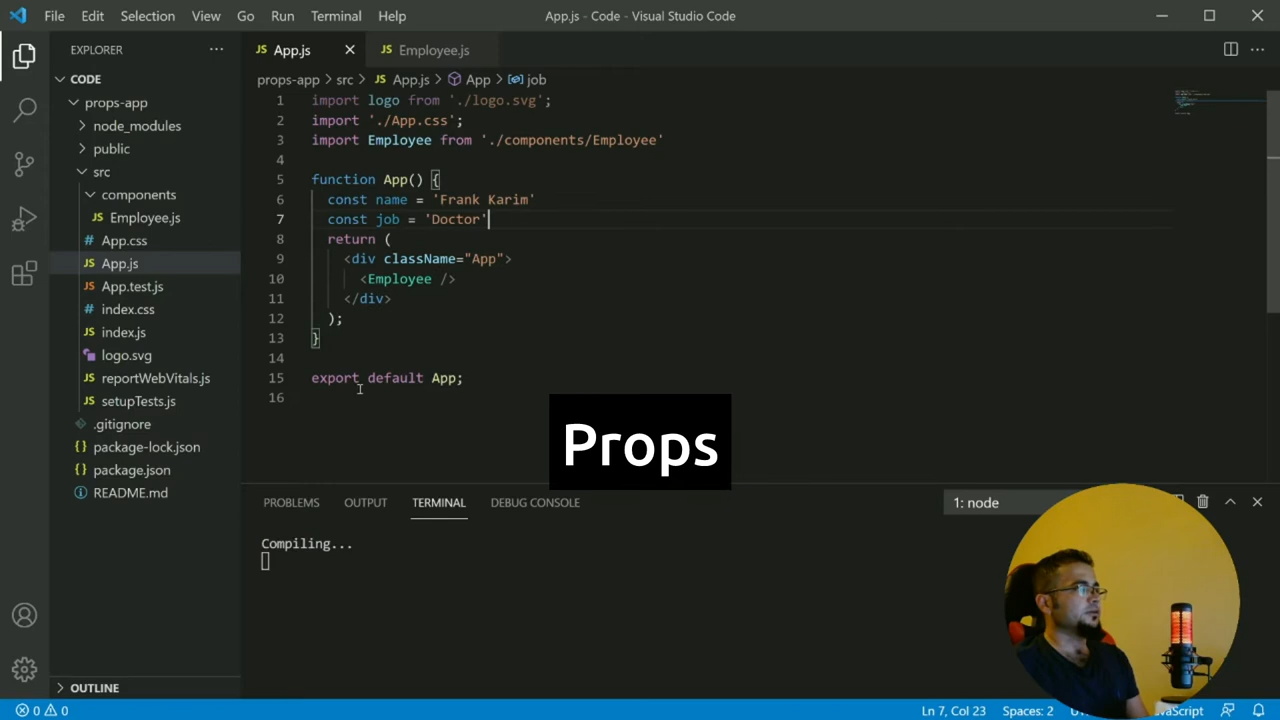 File Edit Selection View Go Run Terminal Help App.js - Code - Visual Studio Code
EXPLORER
App.js
Employee.js
CODE
props-app
node_modules
public
src
components
Employee.js
App.css
App.js
App.test.js
index.css
index.js
logo.svg
reportWebVitals.js
setupTests.js
.gitignore
package-lock.json
package.json
README.md
OUTLINE
props-app > src > JS App.js > App > job
1 import logo from './logo.svg';
2 import './App.css';
3 import Employee from './components/Employee'
4
5 function App() {
6 const name = 'Frank Karim'
7 const job = 'Doctor'
8 return (
9 <div className="App">
10 <Employee />
11 </div>
12 );
13 }
14
15 export default App;
16
Props
PROBLEMS OUTPUT TERMINAL DEBUG CONSOLE 1: node
Compiling...
0 0 Ln 7, Col 23 Spaces: 2